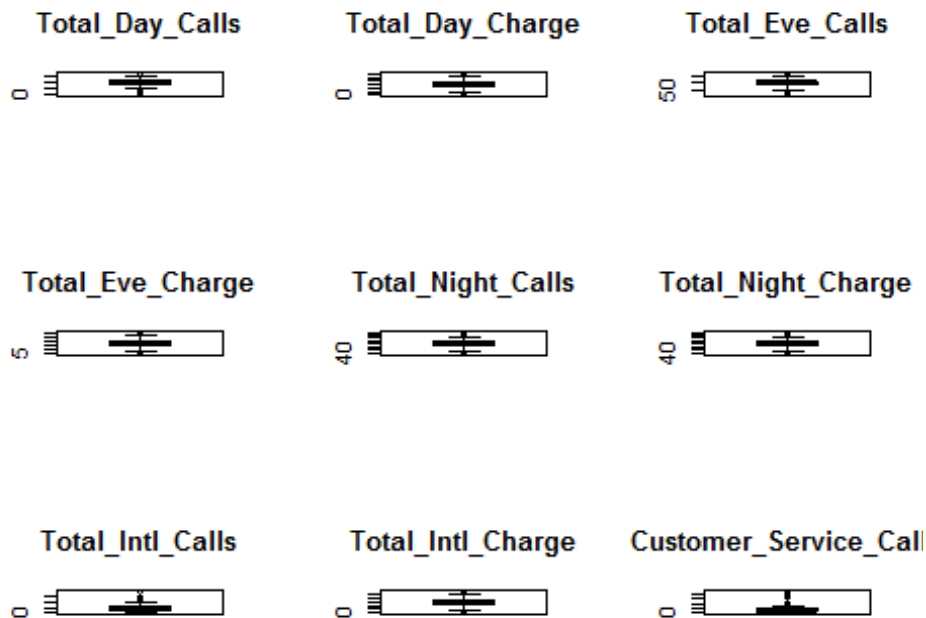 Total_Day_Calls
Total_Day_Charge
Total_Eve_Calls
0
0
50
Total_Eve_Charge
Total_Night_Calls
Total_Night_Charge
5
40
40
Total_Intl_Calls
Total_Intl_Charge
Customer_Service_Call
0
0
0